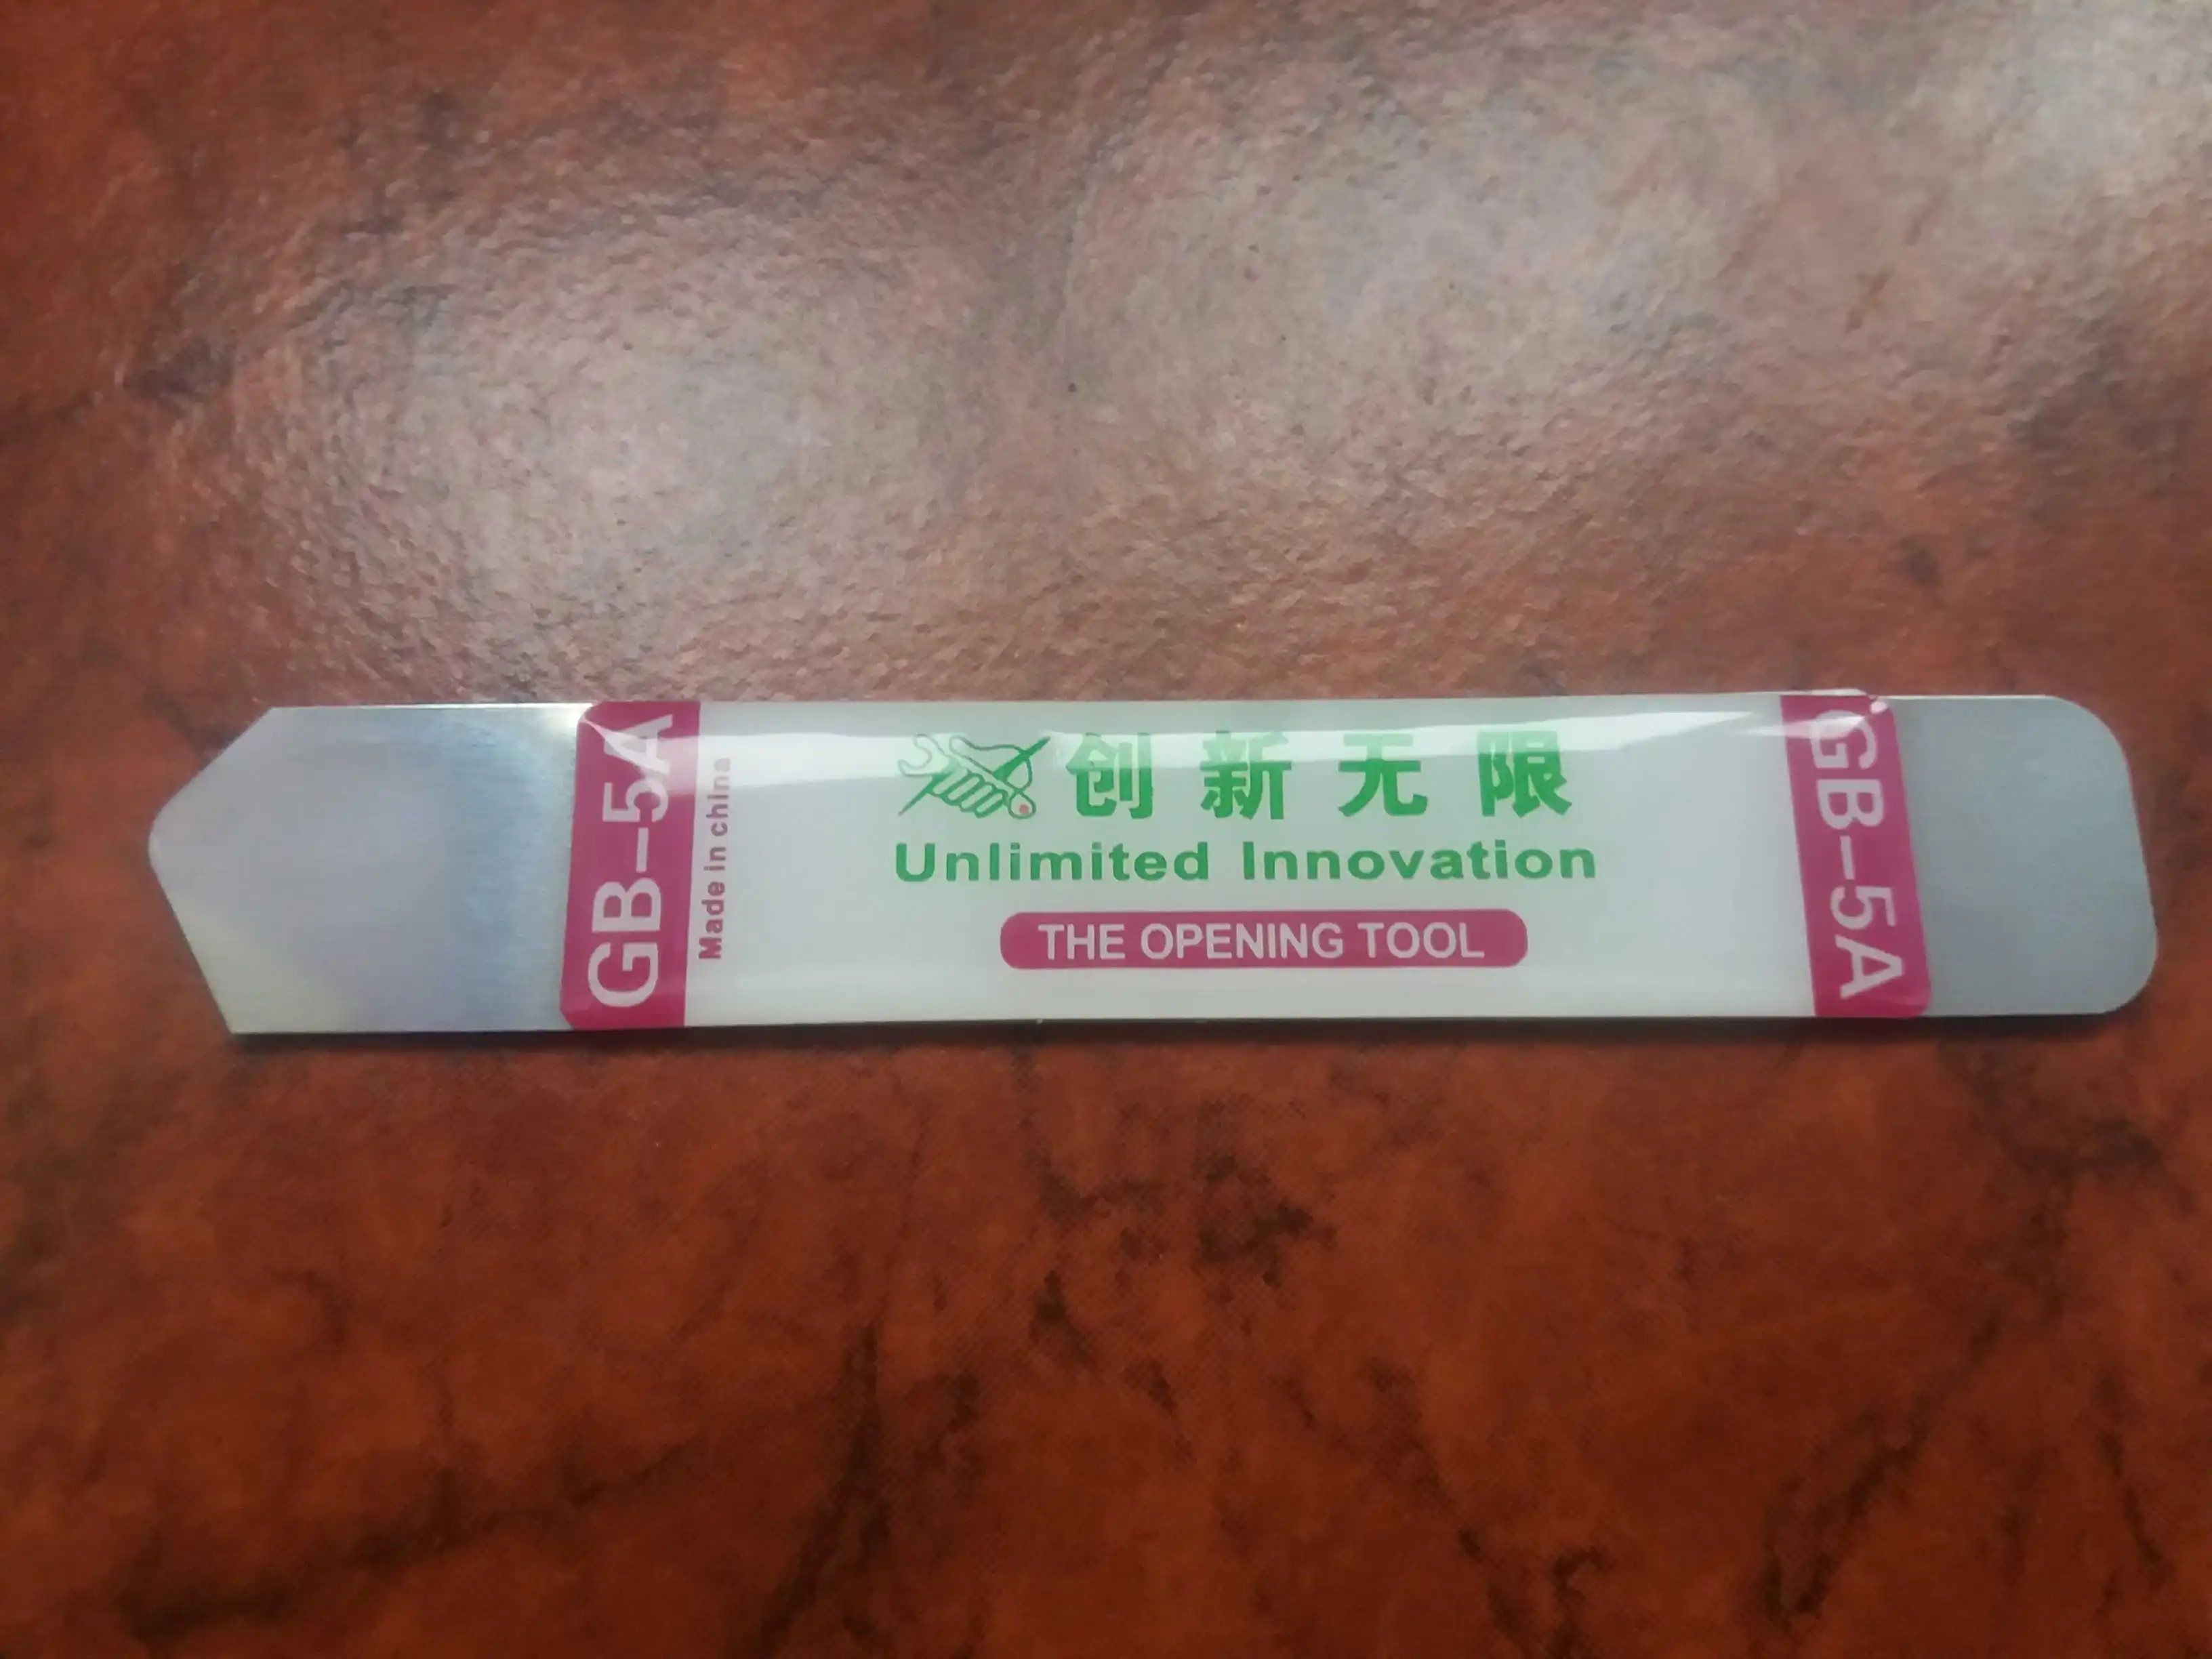 GB-5A
Made in china
创新无限
Unlimited Innovation
THE OPENING TOOL
GB-5A